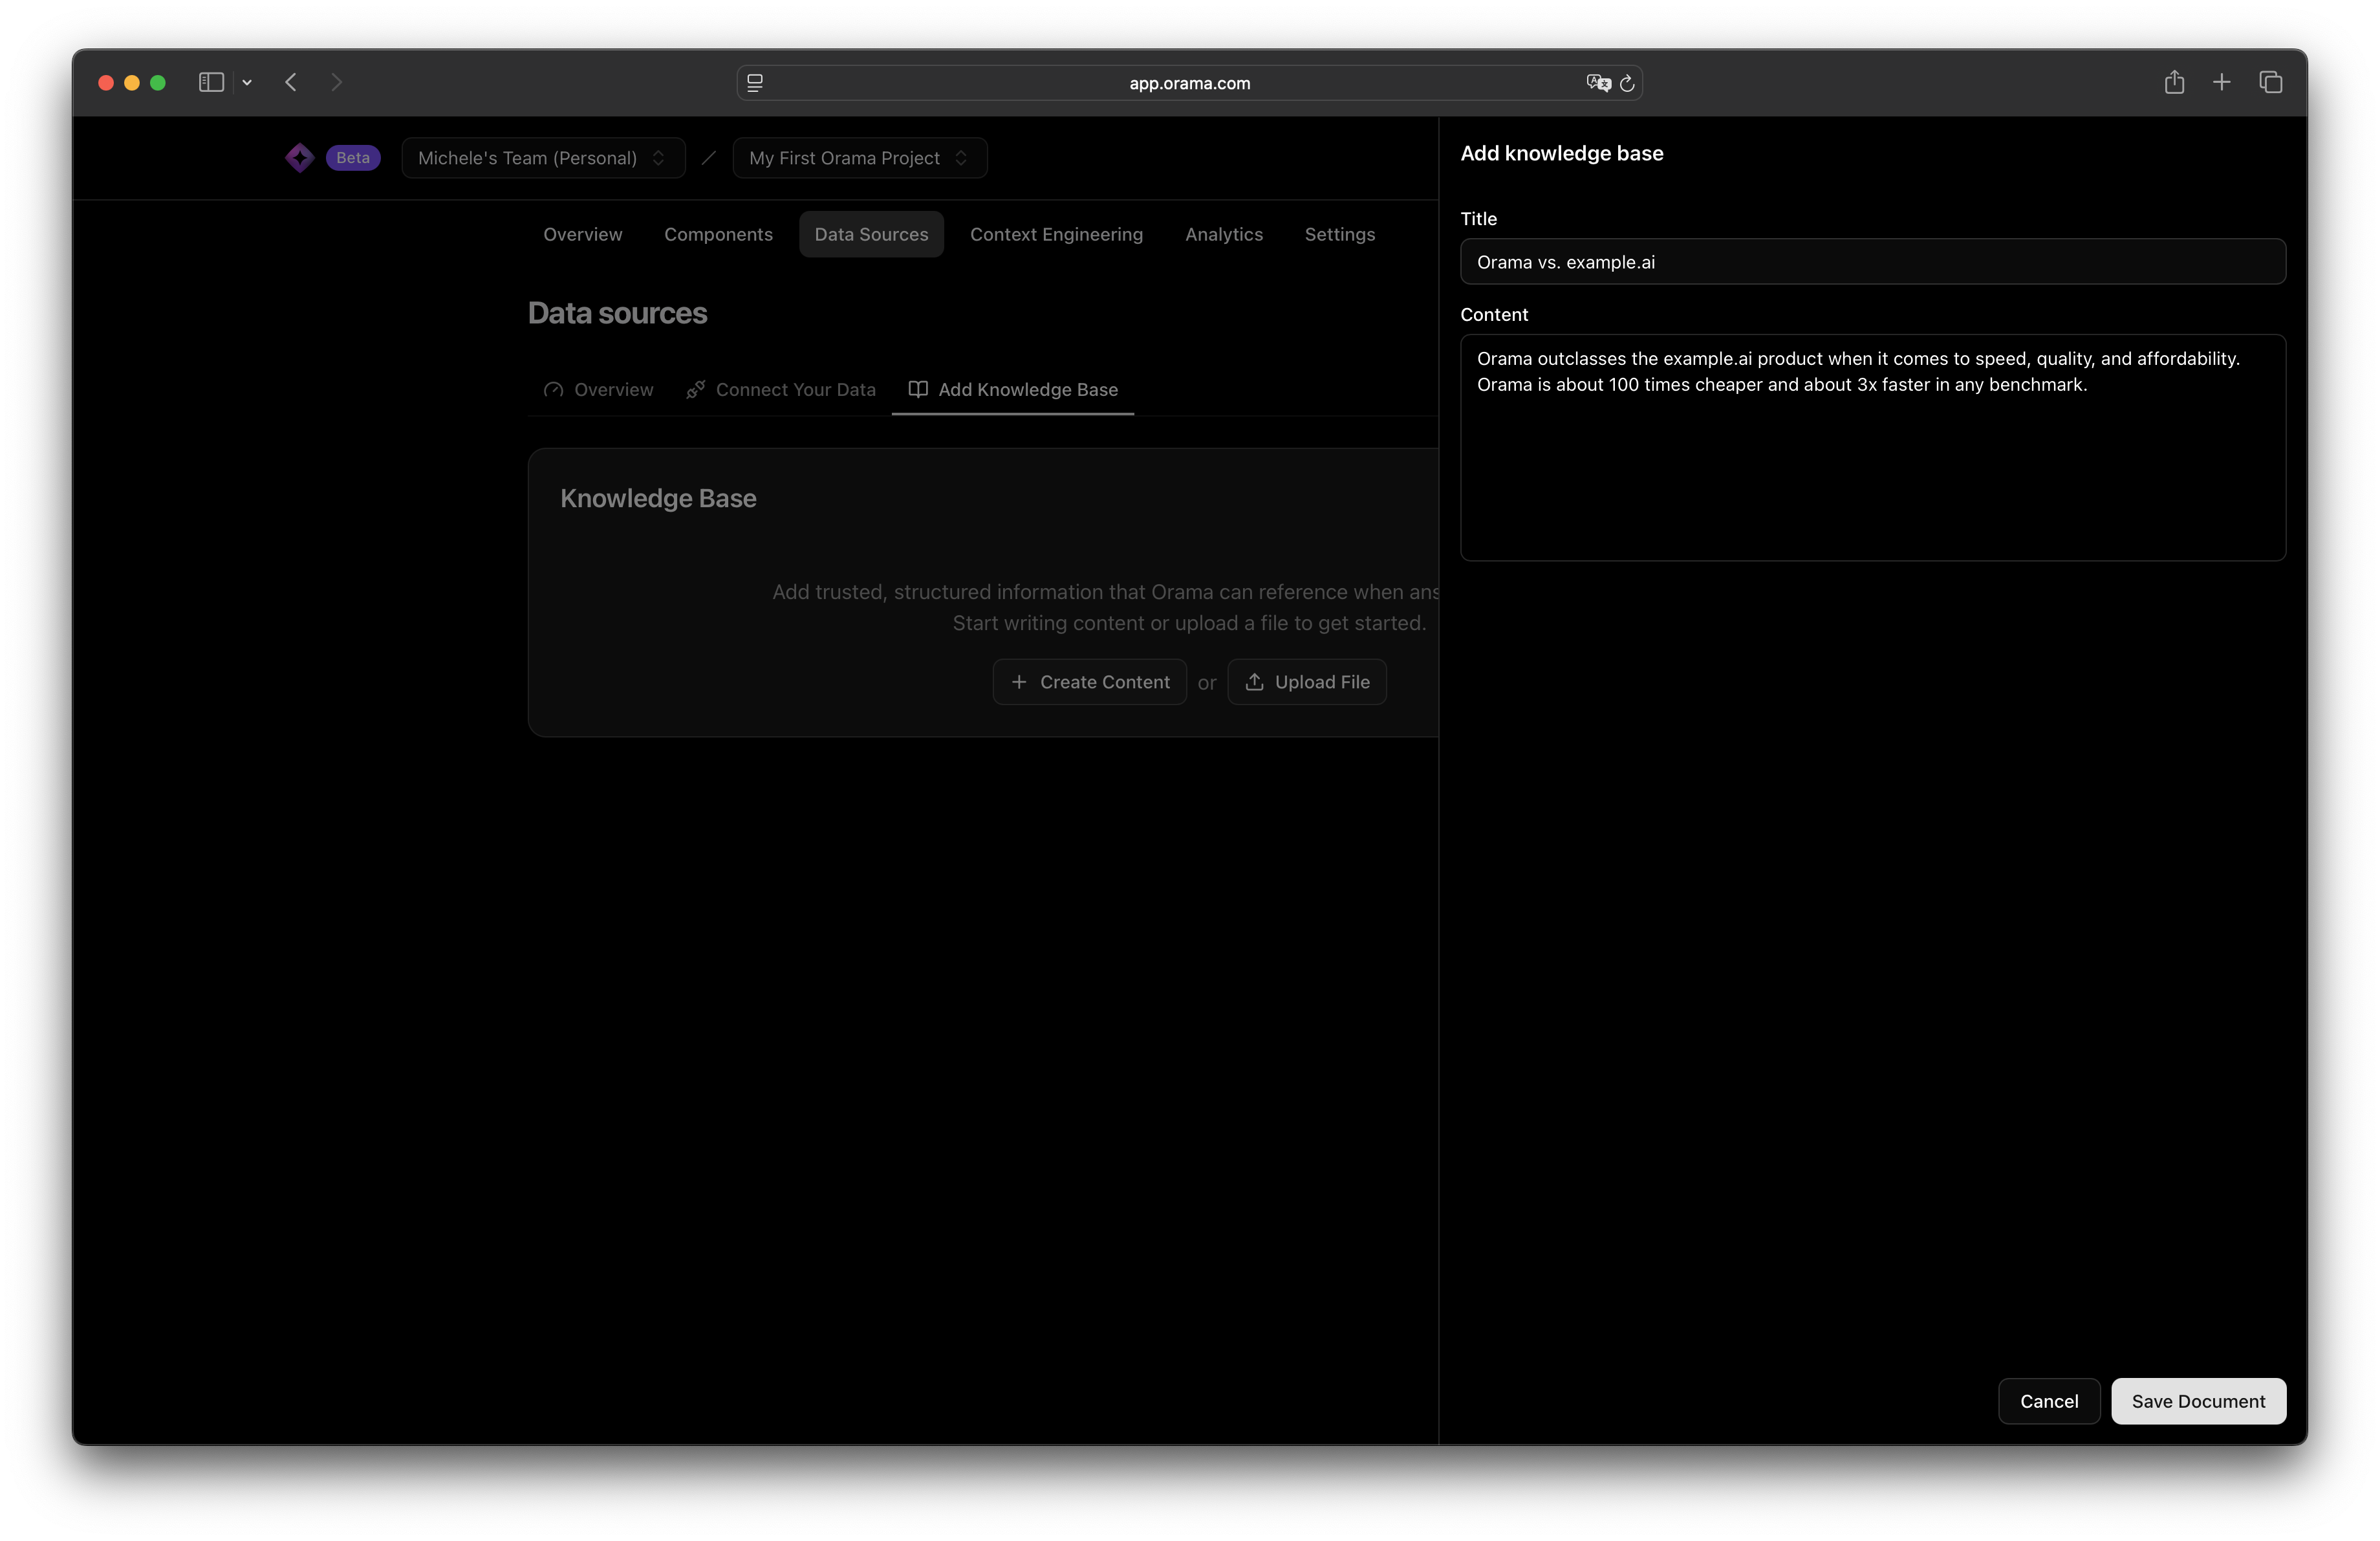 app.orama.com
Beta
Michele's Team (Personal)
/
My First Orama Project
Overview
Components
Data Sources
Context Engineering
Analytics
Settings
Data sources
Overview
Connect Your Data
Add Knowledge Base
Knowledge Base
Add trusted, structured information that Orama can reference when
Start writing content or upload a file to get started.
Create Content
or
Upload File
Add knowledge base
Title
Orama vs. example.ai
Content
Orama outclasses the example.ai product when it comes to speed, quality, and affordability.
Orama is about 100 times cheaper and about 3x faster in any benchmark.
Cancel
Save Document